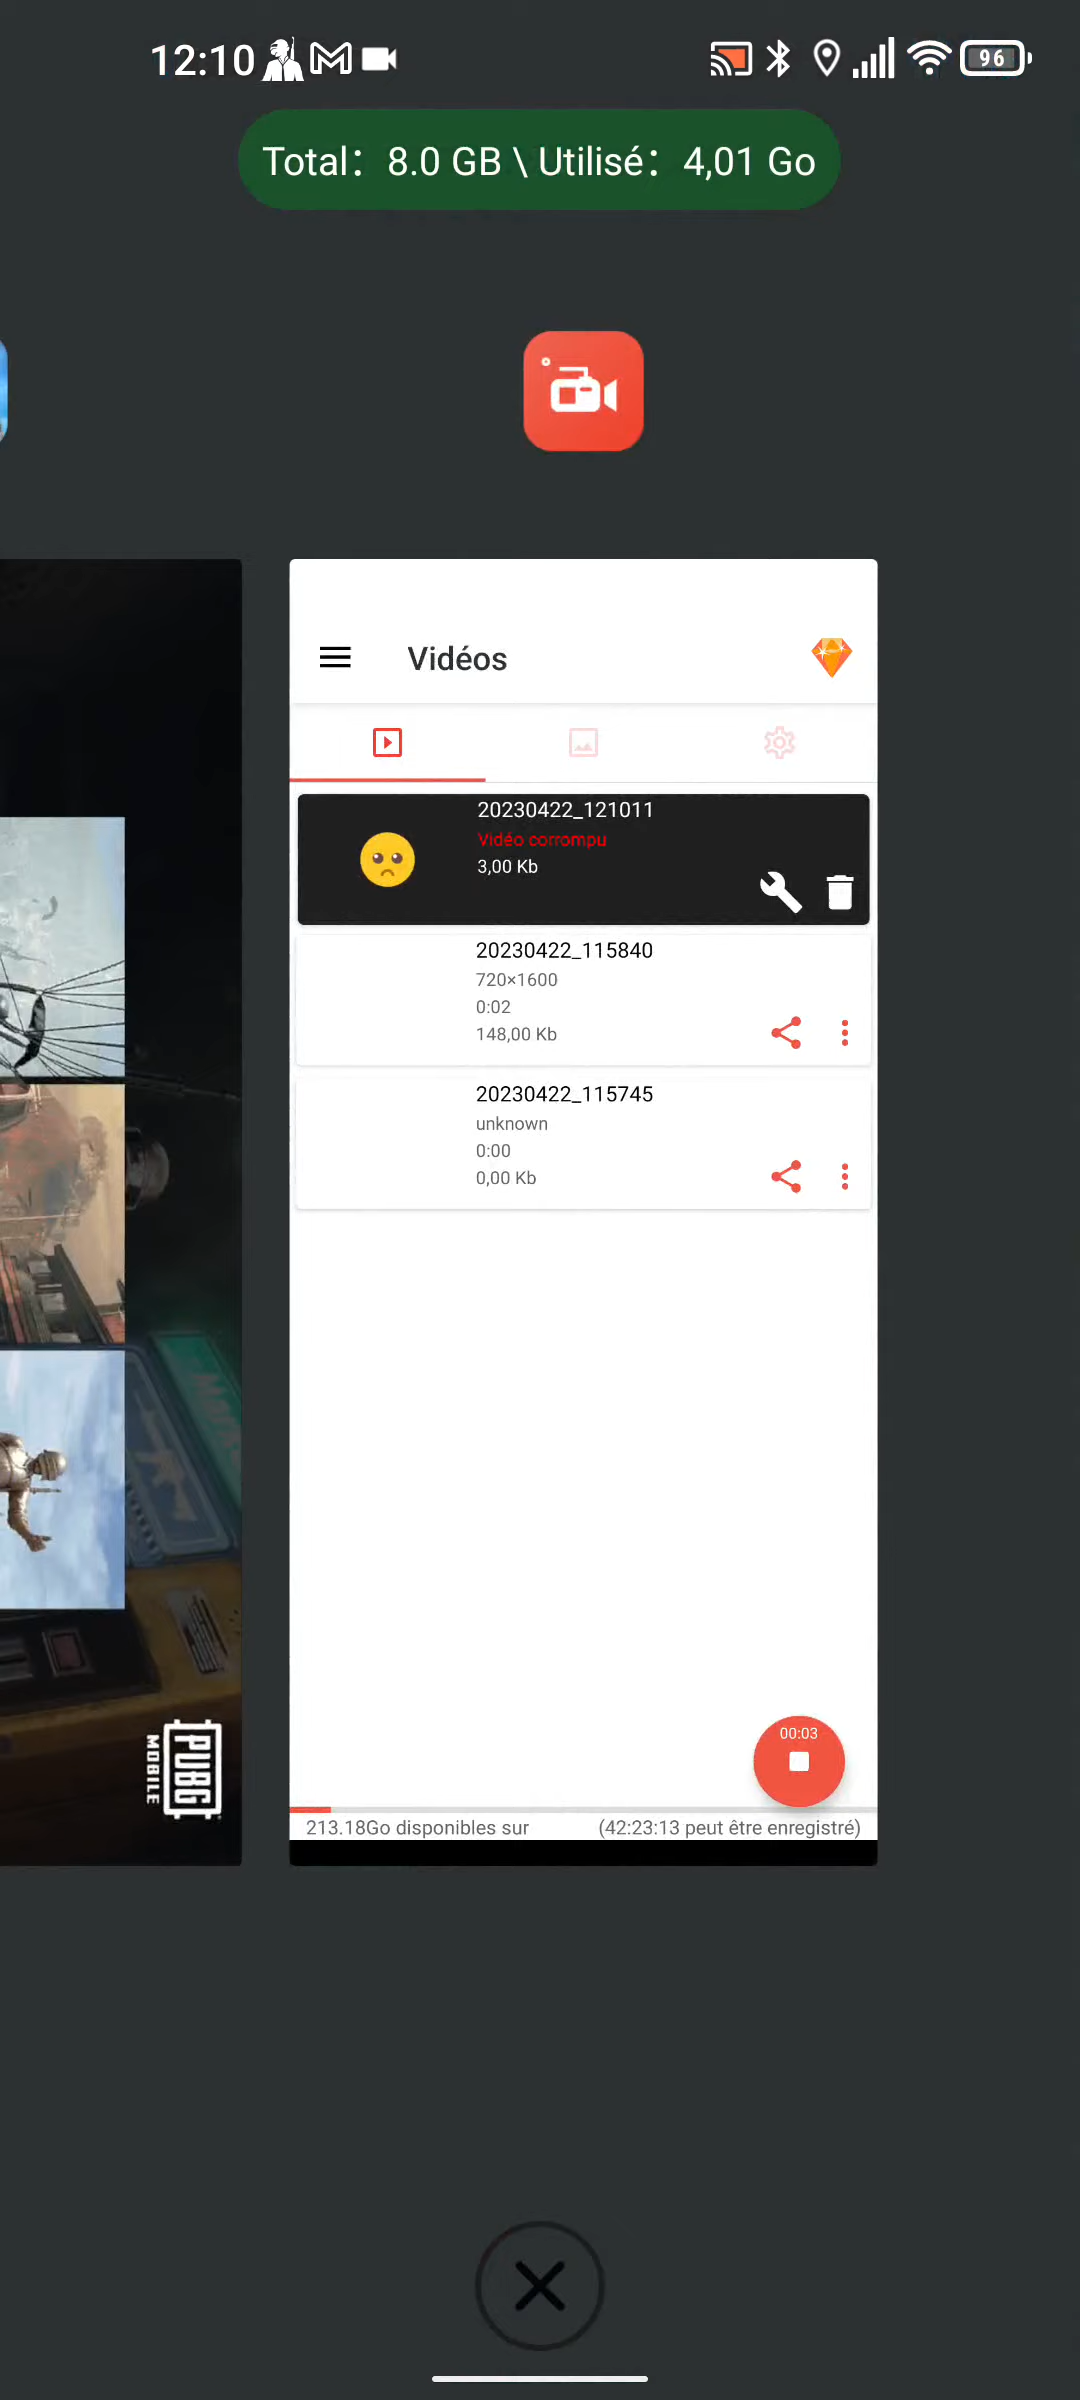 12:10
96
Total: 8.0 GB \ Utilisé: 4,01 Go
Vidéos
20230422_121011
Vidéo corrompu
3,00 Kb
20230422_115840
720×1600
0:02
148,00 Kb
20230422_115745
unknown
0:00
0,00 Kb
PUBG
MOBILE
00:03
213.18Go disponibles sur
(42:23:13 peut être enregistré)